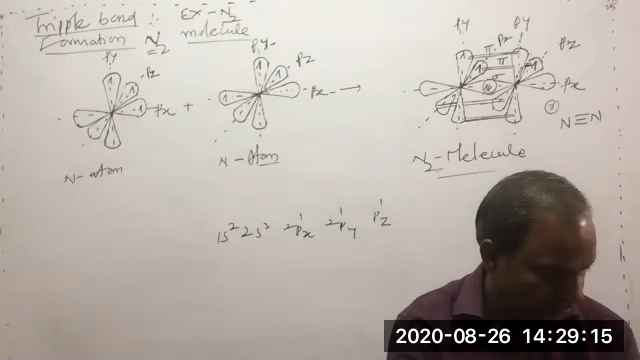 Tripple bond : EX - N2
Formation N2 molecule
Py Pz Px
N-atom
+
Py Pz Px
N-Atom
Py Py
π Pz Pz
π
σ Px
N≡N
N2-Molecule
1s² 2s² 2Px¹ 2Py¹ Pz¹
2020-08-26 14:29:15